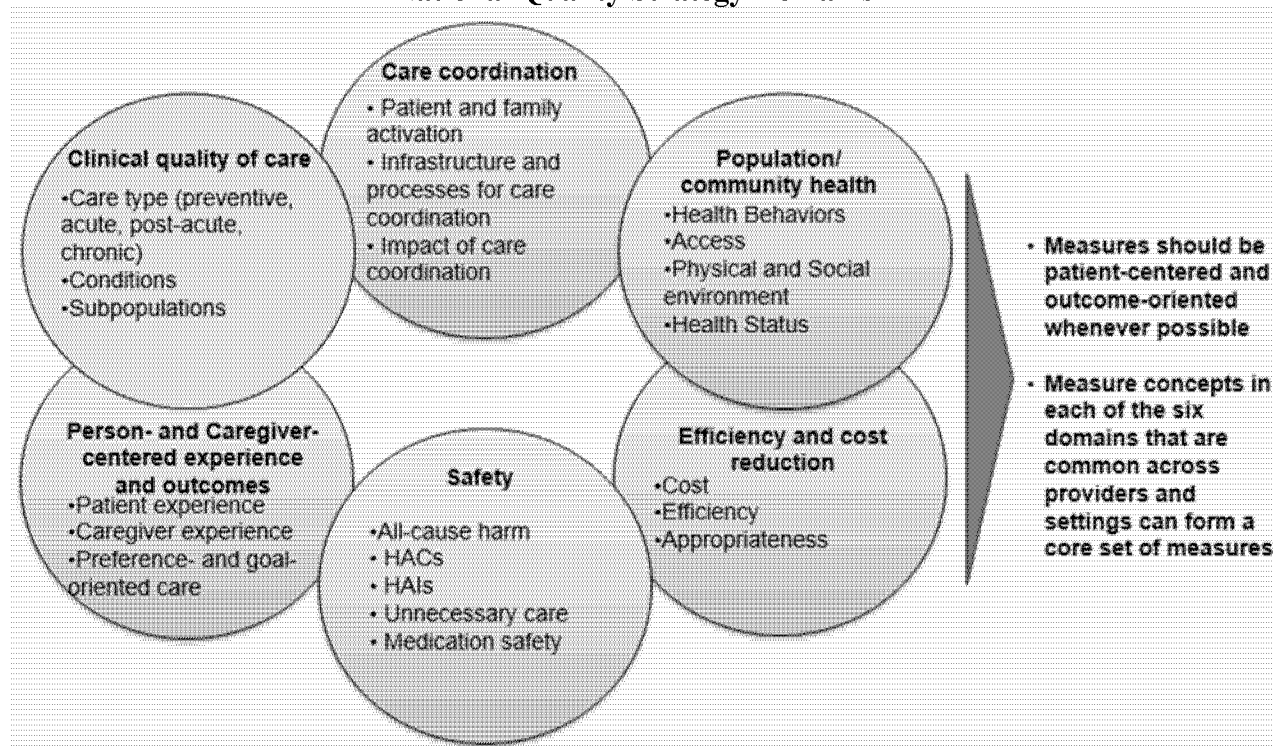 Care coordination
• Patient and family
activation
• Infrastructure and
processes for care
coordination
• Impact of care
coordination
Clinical quality of care
•Care type (preventive,
acute, post-acute,
chronic)
•Conditions
•Subpopulations
Population/
community health
•Health Behaviors
•Access
•Physical and Social
environment
•Health Status
Person- and Caregiver-
centered experience
and outcomes
•Patient experience
•Caregiver experience
•Preference- and goal-
oriented care
Safety
•All-cause harm
• HACs
• HAIs
• Unnecessary care
• Medication safety
Efficiency and cost
reduction
•Cost
•Efficiency
•Appropriateness
• Measures should be
patient-centered and
outcome-oriented
whenever possible
• Measure concepts in
each of the six
domains that are
common across
providers and
settings can form a
core set of measures